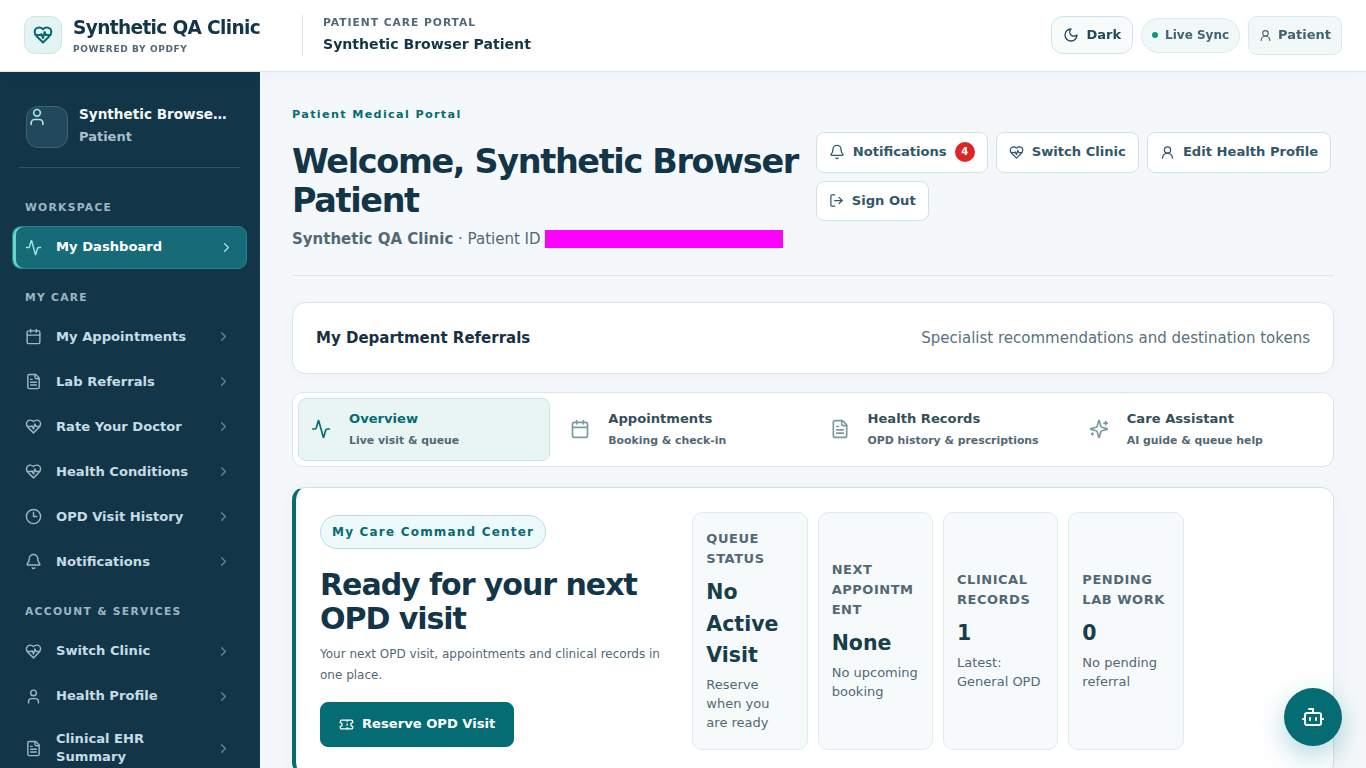 Synthetic QA Clinic
POWERED BY OPDFY
PATIENT CARE PORTAL
Synthetic Browser Patient
Dark
Live Sync
Patient
Synthetic Browse...
Patient
WORKSPACE
My Dashboard
MY CARE
My Appointments
Lab Referrals
Rate Your Doctor
Health Conditions
OPD Visit History
Notifications
ACCOUNT & SERVICES
Switch Clinic
Health Profile
Clinical EHR
Summary
Patient Medical Portal
Welcome, Synthetic Browser
Patient
Synthetic QA Clinic · Patient ID
Notifications 4
Switch Clinic
Edit Health Profile
Sign Out
My Department Referrals
Specialist recommendations and destination tokens
Overview
Live visit & queue
Appointments
Booking & check-in
Health Records
OPD history & prescriptions
Care Assistant
AI guide & queue help
My Care Command Center
Ready for your next
OPD visit
Your next OPD visit, appointments and clinical records in
one place.
Reserve OPD Visit
QUEUE
STATUS
No
Active
Visit
Reserve
when you
are ready
NEXT
APPOINTM
ENT
None
No upcoming
booking
CLINICAL
RECORDS
1
Latest:
General OPD
PENDING
LAB WORK
0
No pending
referral